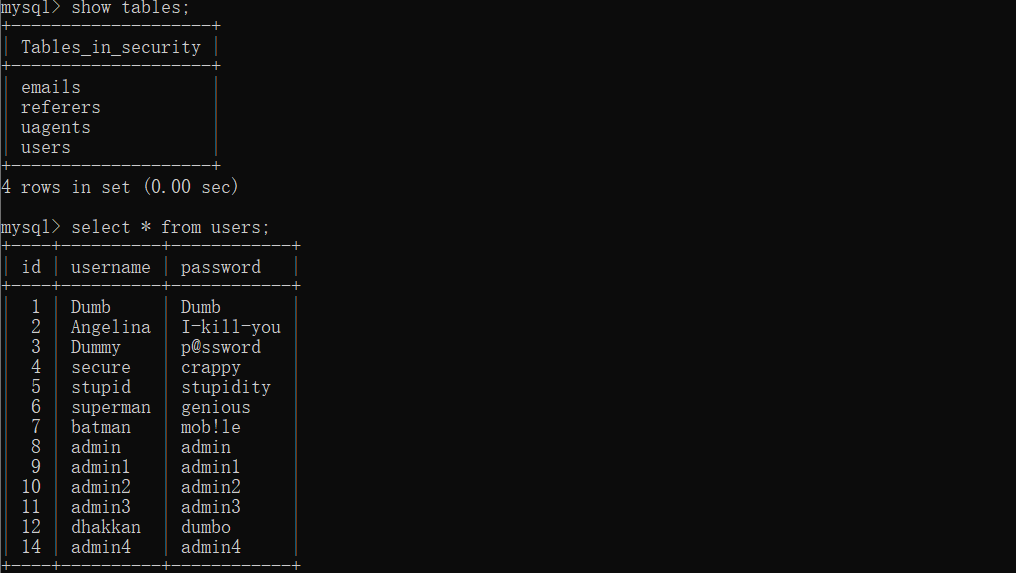 mysql> show tables;
+--------------------+
| Tables_in_security |
+--------------------+
| emails             |
| referers           |
| uagents            |
| users              |
+--------------------+
4 rows in set (0.00 sec)

mysql> select * from users;
+----+----------+------------+
| id | username | password   |
+----+----------+------------+
|  1 | Dumb     | Dumb       |
|  2 | Angelina | I-kill-you |
|  3 | Dummy    | p@ssword   |
|  4 | secure   | crappy     |
|  5 | stupid   | stupidity  |
|  6 | superman | genious    |
|  7 | batman   | mob!le     |
|  8 | admin    | admin      |
|  9 | admin1   | admin1     |
| 10 | admin2   | admin2     |
| 11 | admin3   | admin3     |
| 12 | dhakkan  | dumbo      |
| 14 | admin4   | admin4     |
+----+----------+------------+